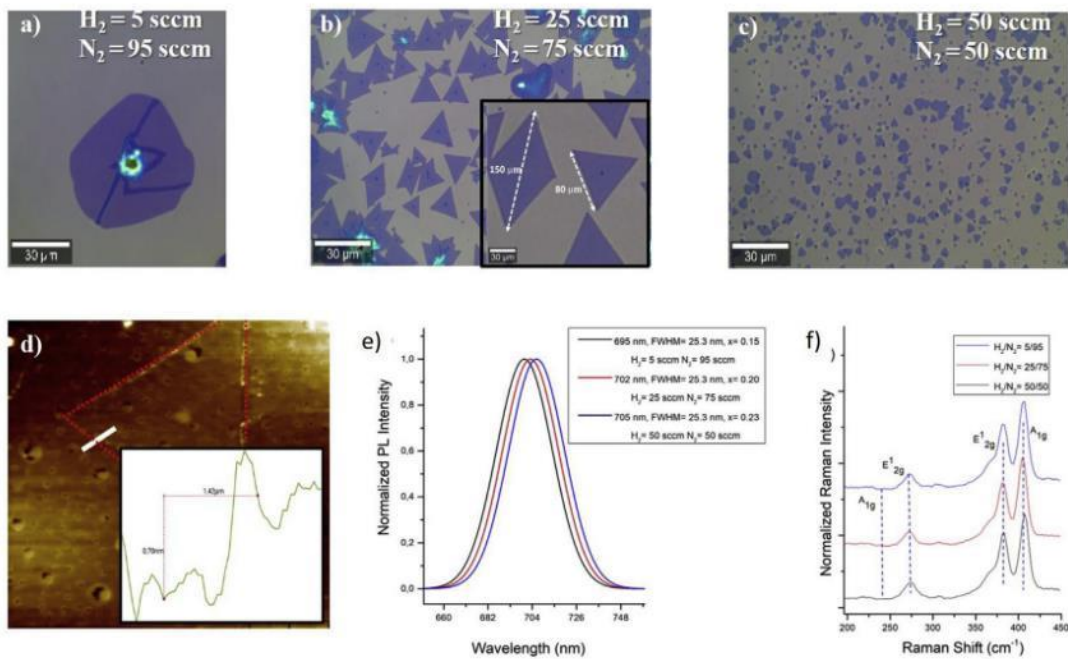 a)
H₂ = 5 sccm
N₂ = 95 sccm
30 µm
b)
H₂ = 25 sccm
N₂ = 75 sccm
150 µm
80 µm
30 µm
30 µm
c)
H₂ = 50 sccm
N₂ = 50 sccm
30 µm
d)
1.43µm
0.78nm
e)
Normalized PL Intensity
1,0
0,8
0,6
0,4
0,2
0,0
660 682 704 726 748
Wavelength (nm)
695 nm, FWHM= 25.3 nm, x= 0.15
H₂= 5 sccm N₂= 95 sccm
702 nm, FWHM= 25.3 nm, x= 0.20
H₂= 25 sccm N₂= 75 sccm
705 nm, FWHM= 25.3 nm, x= 0.23
H₂= 50 sccm N₂= 50 sccm
f)
)
H₂/N₂= 5/95
H₂/N₂= 25/75
H₂/N₂= 50/50
Normalized Raman Intensity
A₁g
E¹₂g
E¹₂g
A₁g
200 250 300 350 400 450
Raman Shift (cm⁻¹)